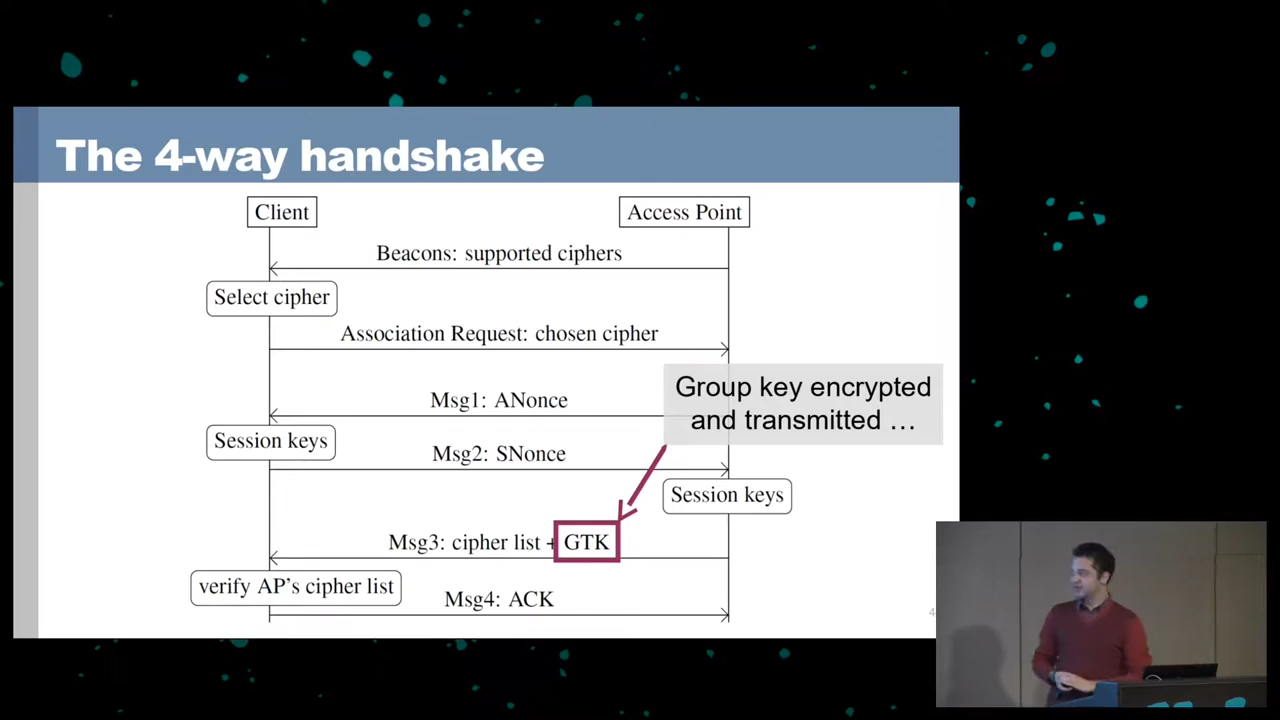 The 4-way handshake
Client
Access Point
Beacons: supported ciphers
Select cipher
Association Request: chosen cipher
Group key encrypted
and transmitted …
Msg1: ANonce
Session keys
Msg2: SNonce
Session keys
Msg3: cipher list + GTK
verify AP's cipher list
Msg4: ACK